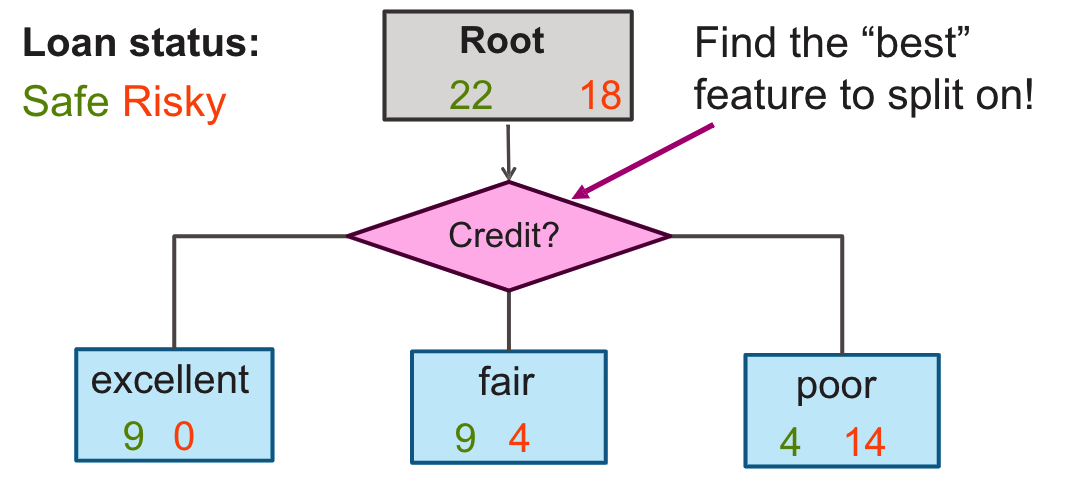 Loan status:
Safe Risky
Root
22 18
Find the “best”
feature to split on!
Credit?
excellent
9 0
fair
9 4
poor
4 14